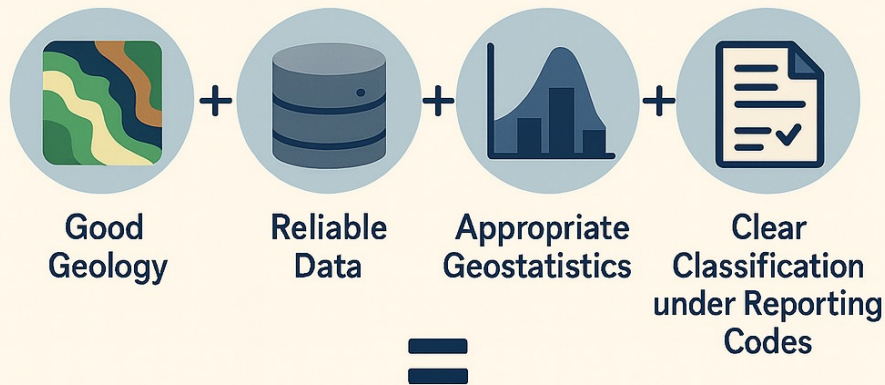 + + +
Good
Geology
Reliable
Data
Appropriate
Geostatistics
Clear
Classification
under Reporting
Codes
=